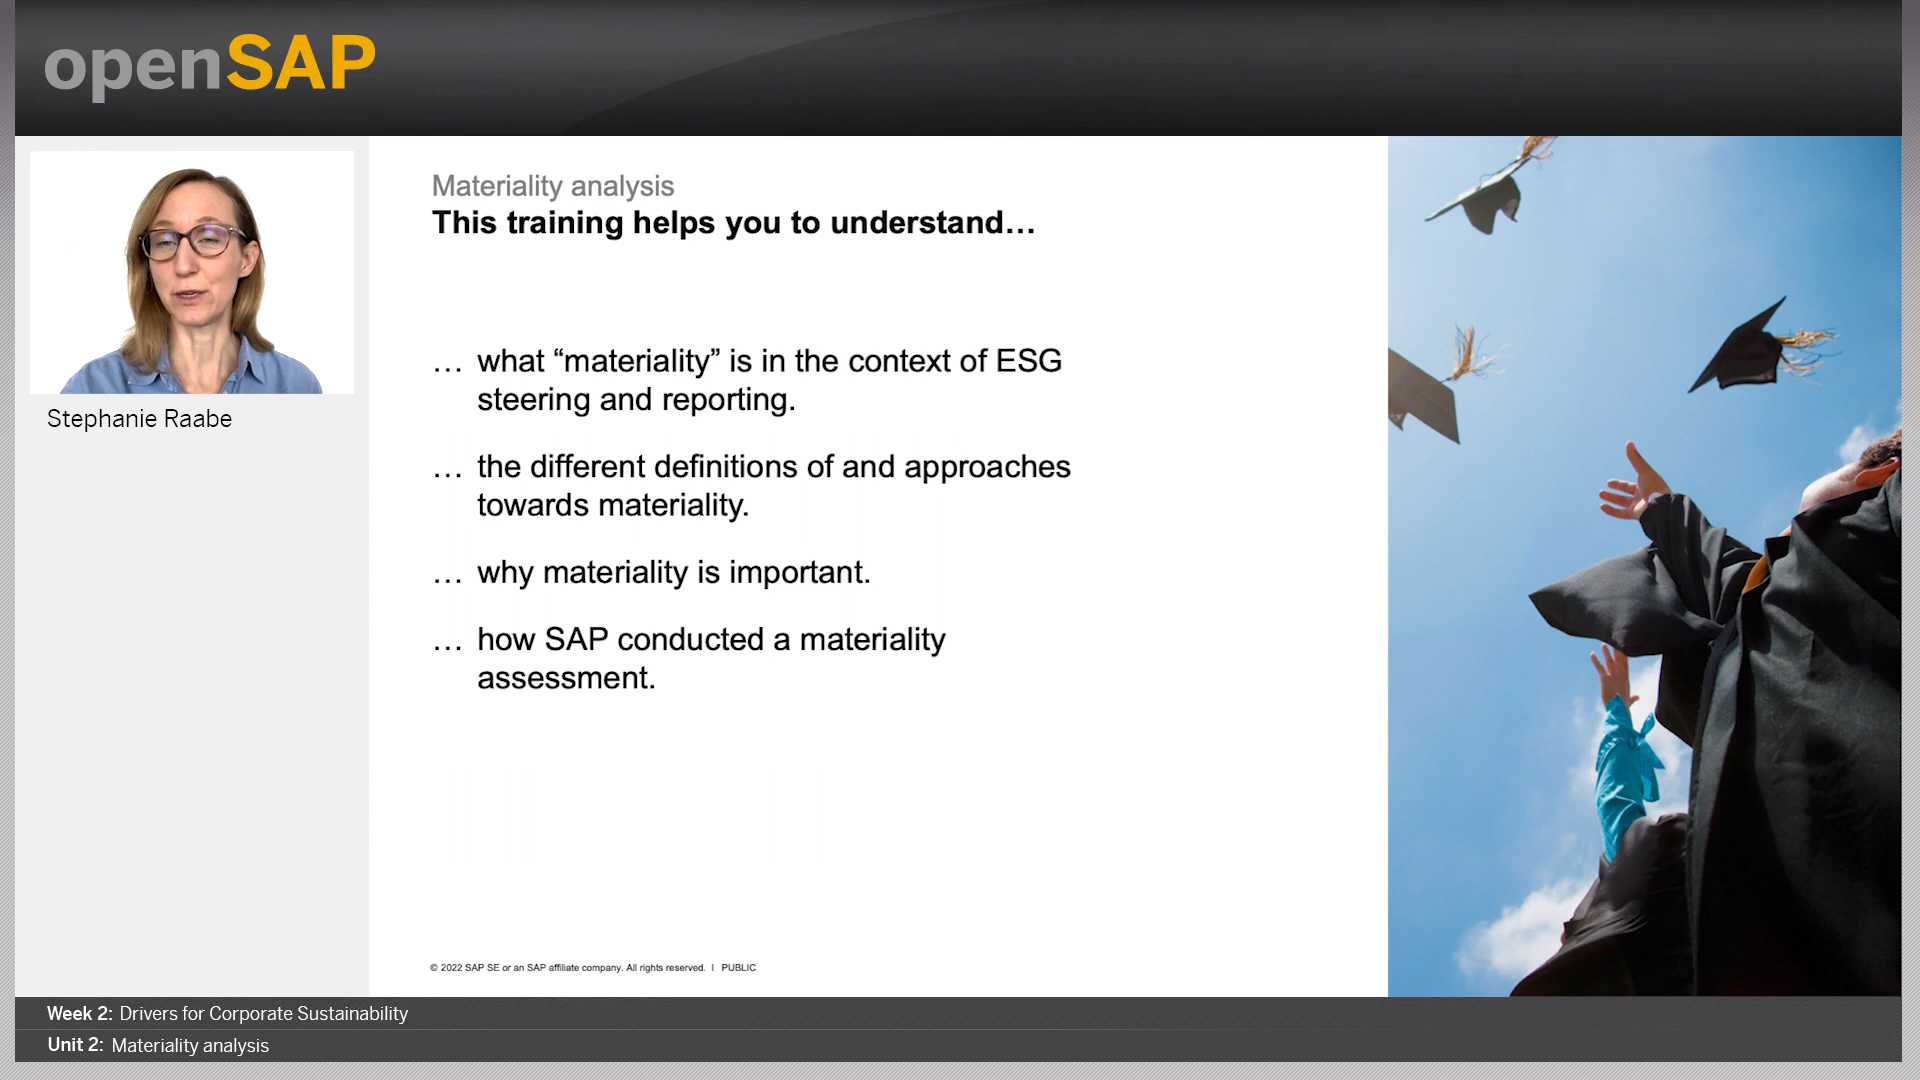 openSAP
Stephanie Raabe
Materiality analysis
This training helps you to understand…
… what “materiality” is in the context of ESG
steering and reporting.
… the different definitions of and approaches
towards materiality.
… why materiality is important.
… how SAP conducted a materiality
assessment.
© 2022 SAP SE or an SAP affiliate company. All rights reserved. I PUBLIC
Week 2: Drivers for Corporate Sustainability
Unit 2: Materiality analysis